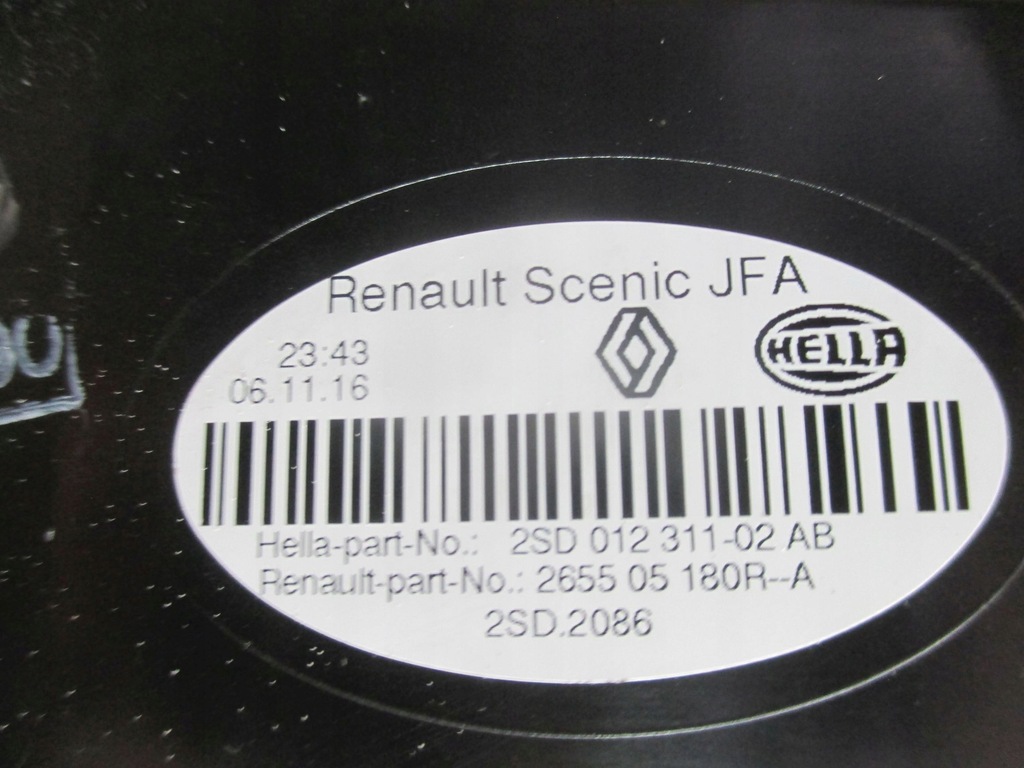 Renault Scenic JFA
23:43
06.11.16
HELLA
Hella-part-No.: 2SD 012 311-02 AB
Renault-part-No.: 2655 05 180R--A
2SD.2086